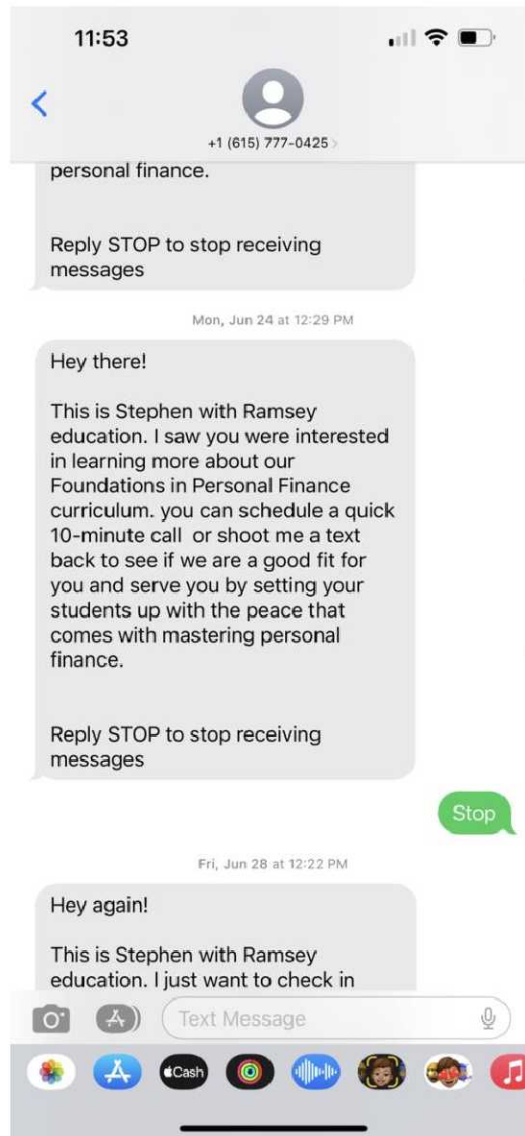 11:53
+1 (615) 777-0425
personal finance.
Reply STOP to stop receiving
messages
Mon, Jun 24 at 12:29 PM
Hey there!
This is Stephen with Ramsey
education. I saw you were interested
in learning more about our
Foundations in Personal Finance
curriculum. you can schedule a quick
10-minute call  or shoot me a text
back to see if we are a good fit for
you and serve you by setting your
students up with the peace that
comes with mastering personal
finance.
Reply STOP to stop receiving
messages
Stop
Fri, Jun 28 at 12:22 PM
Hey again!
This is Stephen with Ramsey
education. I just want to check in
Text Message
Cash